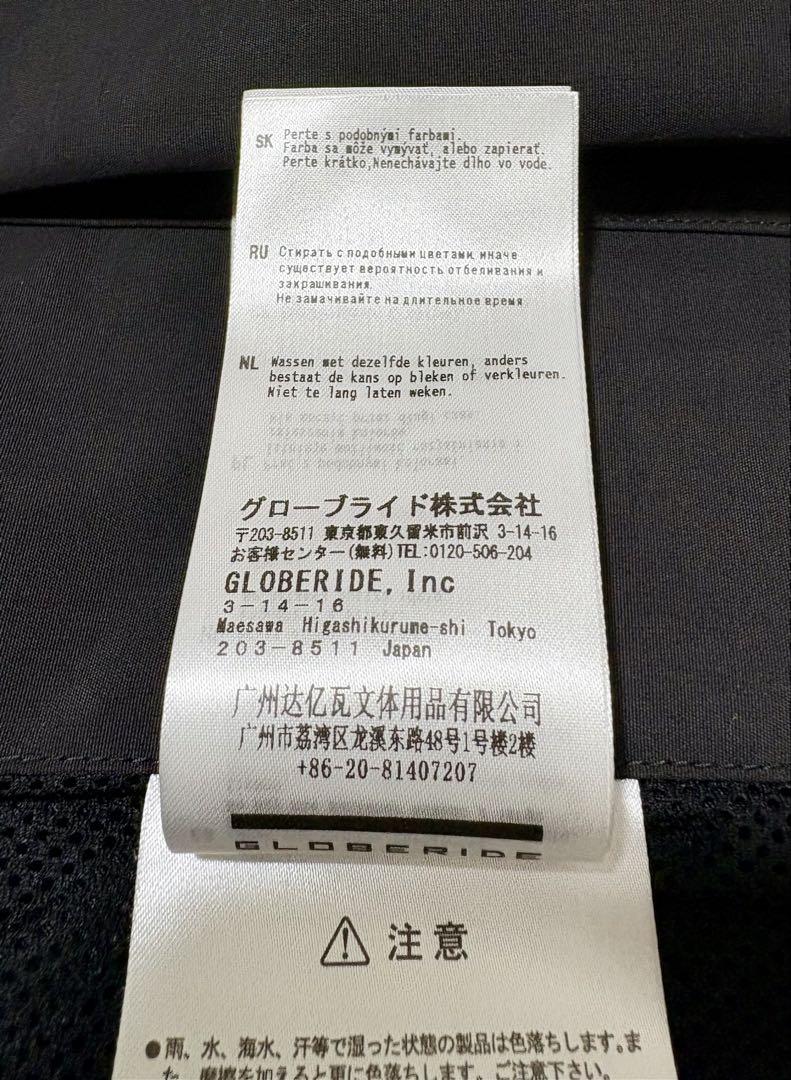 SK Perte s podobnými farbami.
Farba sa môže vymývať, alebo zapierať.
Perte krátko,Nenechávajte dlho vo vode.
RU Стирать с подобными цветами, иначе
существует вероятность отбеливания и
закрашивания.
Не замачивайте на длительное время
NL Wassen met dezelfde kleuren, anders
bestaat de kans op bleken of verkleuren.
Niet te lang laten weken.
グローブライド株式会社
〒203-8511 東京都東久留米市前沢 3-14-16
お客様センター(無料)TEL:0120-506-204
GLOBERIDE, Inc
3-14-16
Maesawa Higashikurume-shi Tokyo
203-8511 Japan
广州达亿瓦文体用品有限公司
广州市荔湾区龙溪东路48号1号楼2楼
+86-20-81407207
GLOBERIDE
注意
●雨、水、海水、汗等で湿った状態の製品は色落ちします。ま
た、摩擦を加えると更に色落ちします。ご注意下さい。